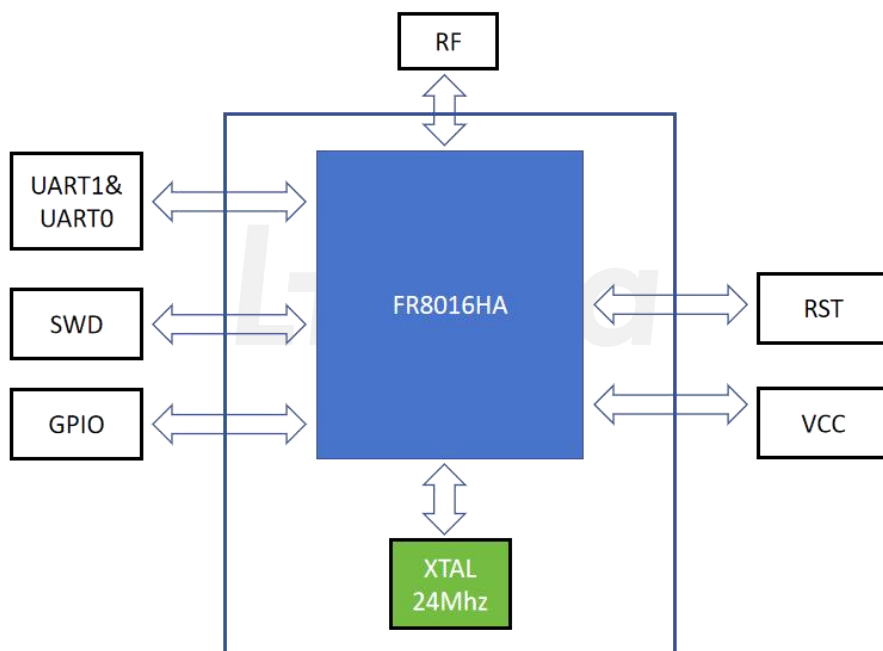 RF
UART1&
UART0
SWD
GPIO
FR8016HA
RST
VCC
XTAL
24Mhz